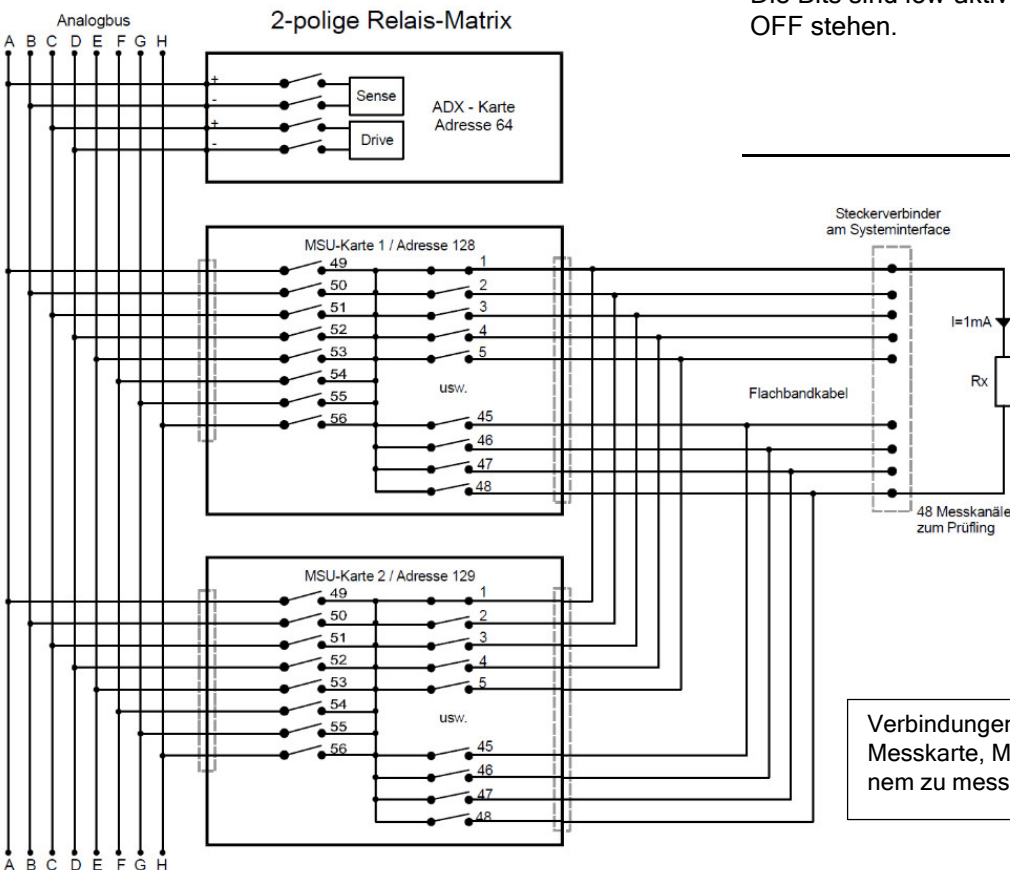 Die Bits sind low-aktiv
OFF stehen.
2-polige Relais-Matrix
Analogbus
A B C D E F G H
+
-
+
-
Sense
Drive
ADX - Karte
Adresse 64
MSU-Karte 1 / Adresse 128
49
50
51
52
53
54
55
56
1
2
3
4
5
usw.
45
46
47
48
Steckerverbinder
am Systeminterface
I=1mA
Rx
Flachbandkabel
48 Messkanäle
zum Prüfling
MSU-Karte 2 / Adresse 129
49
50
51
52
53
54
55
56
1
2
3
4
5
usw.
45
46
47
48
Verbindungen
Messkarte, M
nem zu mess
A B C D E F G H